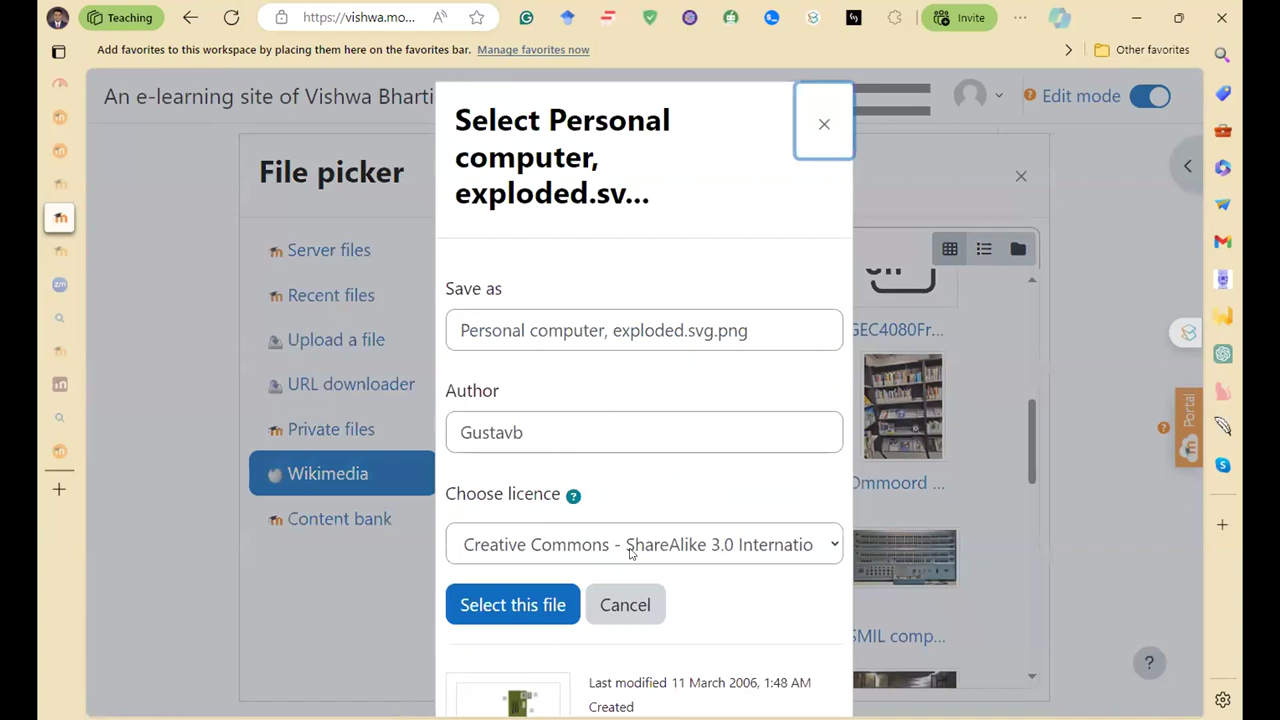 Teaching
https://vishwa.mo...
Invite
Add favorites to this workspace by placing them here on the favorites bar. Manage favorites now
Other favorites
An e-learning site of Vishwa Bharti
Edit mode
File picker
Server files
Recent files
Upload a file
URL downloader
Private files
Wikimedia
Content bank
Select Personal
computer,
exploded.sv...
Save as
Personal computer, exploded.svg.png
Author
Gustavb
Choose licence ?
Creative Commons - ShareAlike 3.0 Internatio
Select this file
Cancel
Last modified 11 March 2006, 1:48 AM
Created
GEC4080Fr...
Ommoord ...
SMIL comp...
Portal
?